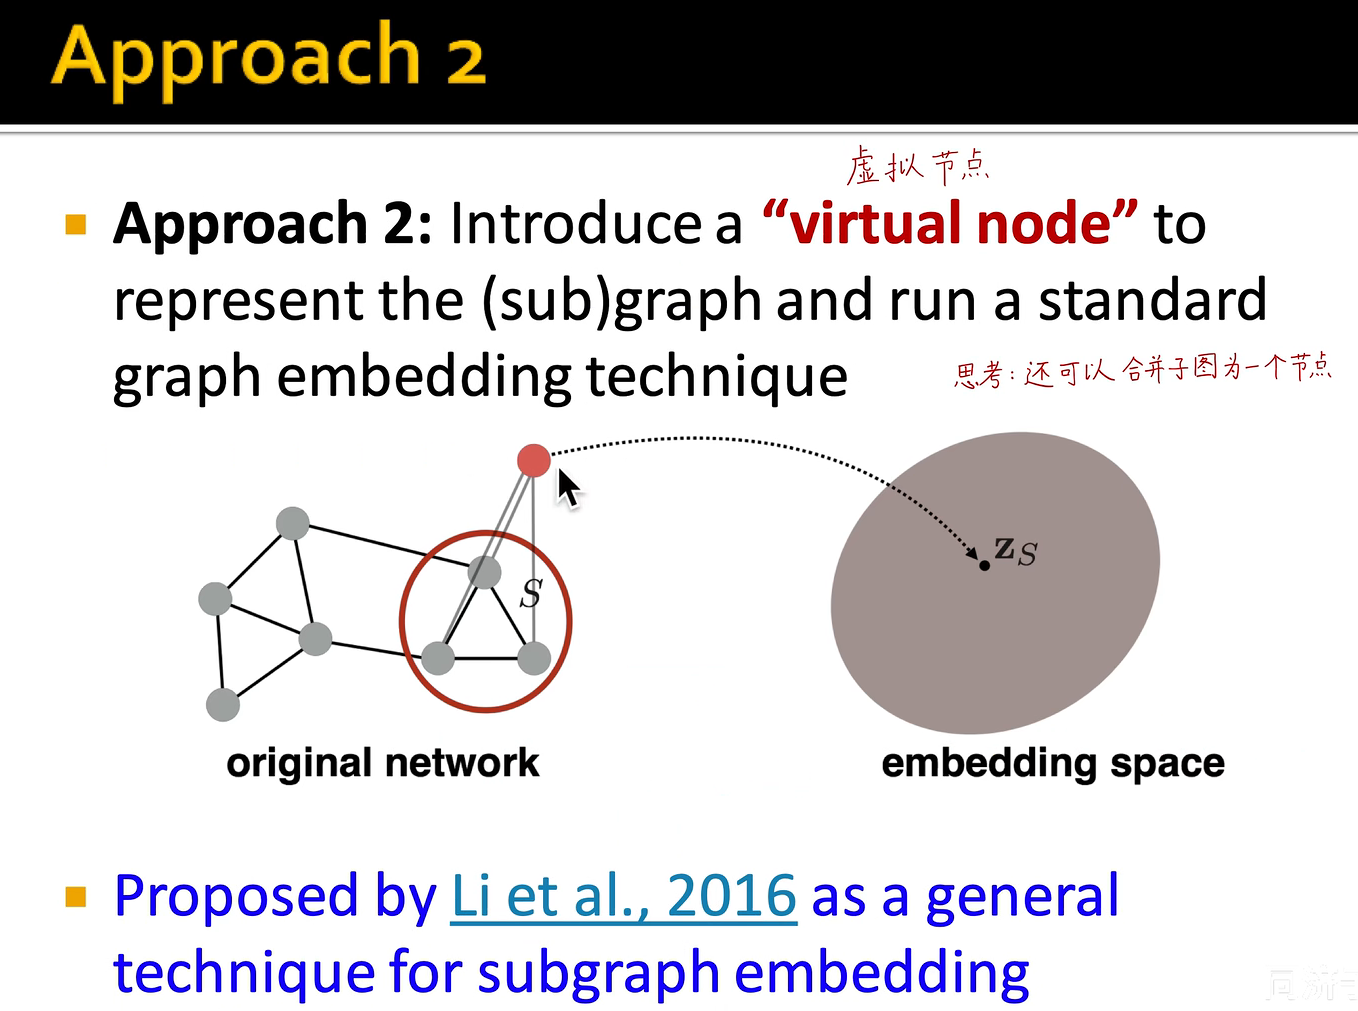 Approach 2
虚拟节点
Approach 2: Introduce a “virtual node” to
represent the (sub)graph and run a standard
graph embedding technique
思考：还可以合并子图为一个节点
S
z_S
original network
embedding space
Proposed by Li et al., 2016 as a general
technique for subgraph embedding